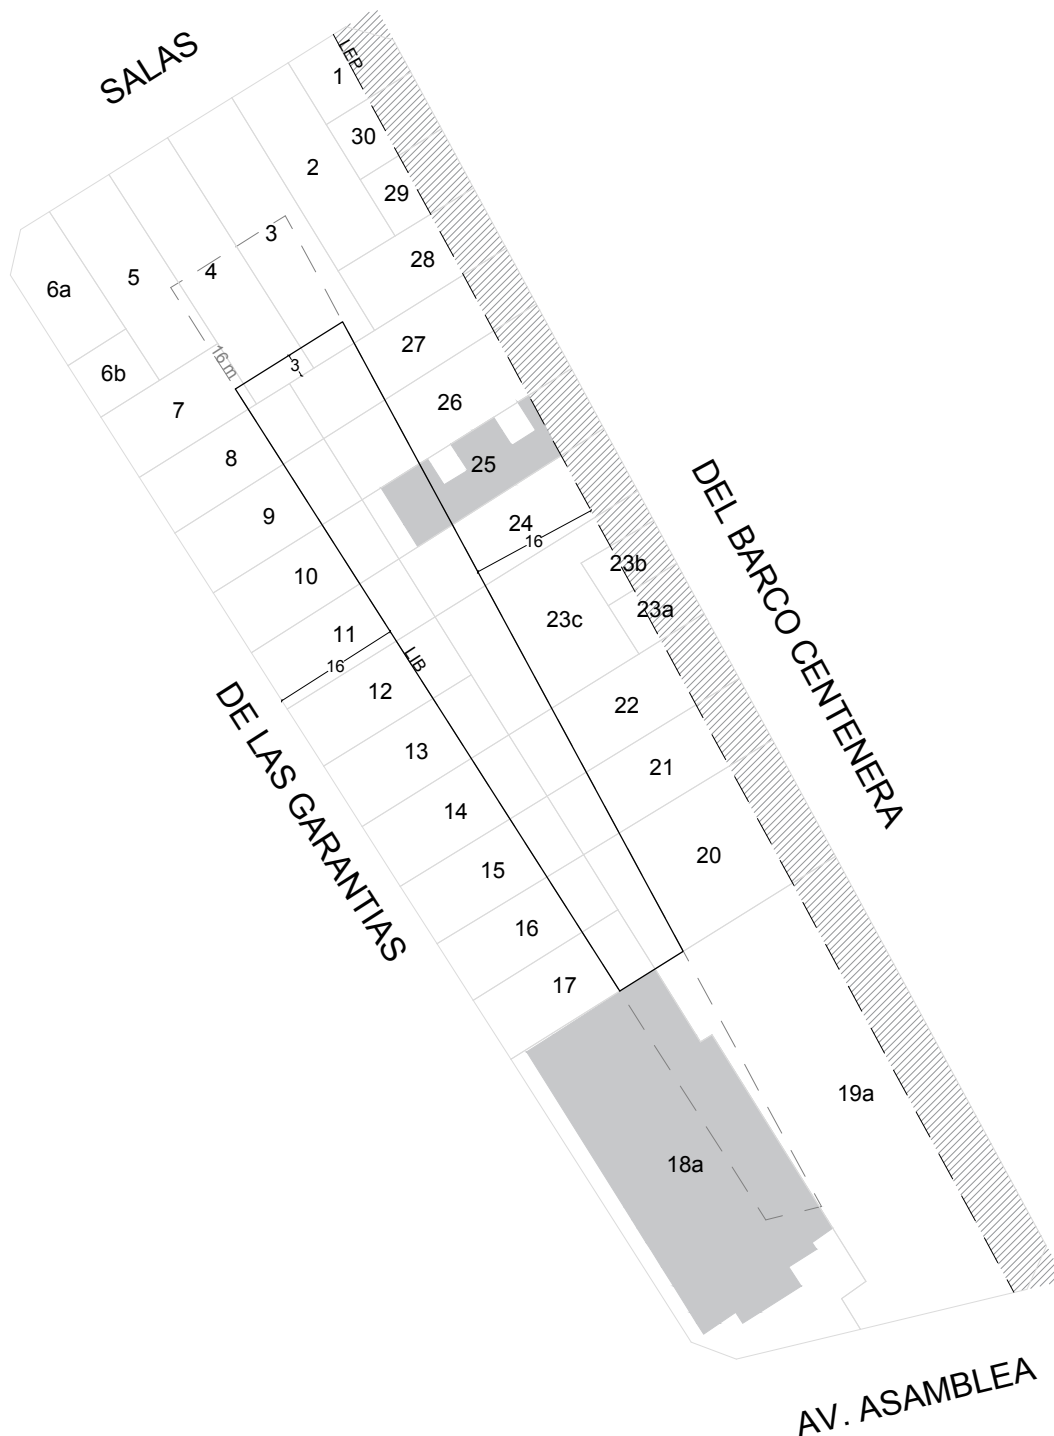 SALAS
LEP
1
30
2
29
3
28
4
5
6a
27
16 m
3
6b
26
7
8
25
9
24
16
DEL BARCO CENTENERA
23b
10
23a
23c
11
16
LIB
12
DE LAS GARANTIAS
22
13
21
14
20
15
16
17
19a
18a
AV. ASAMBLEA